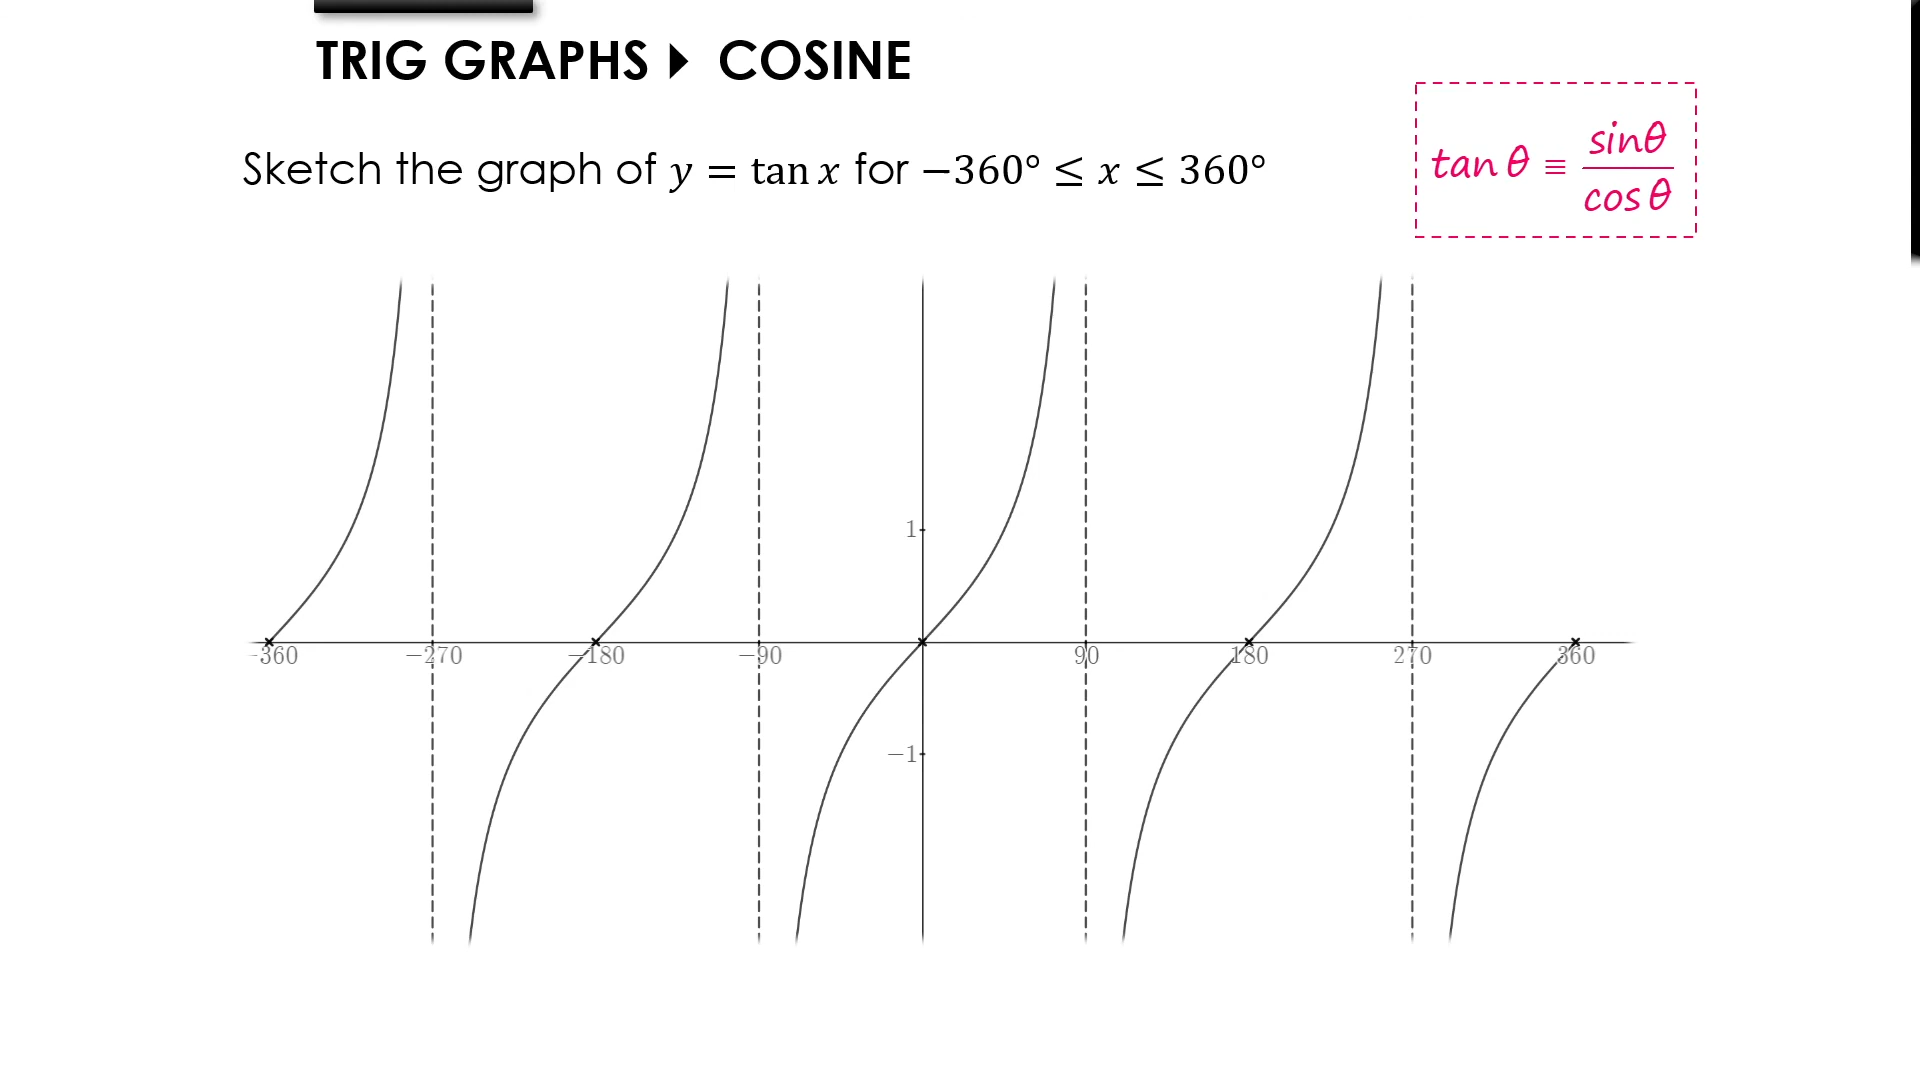 TRIG GRAPHS ▸ COSINE
Sketch the graph of y = tan x for −360° ≤ x ≤ 360°
tan θ ≡ sinθ
cos θ
1
-360 −270 −180 −90 90 180 270 360
−1